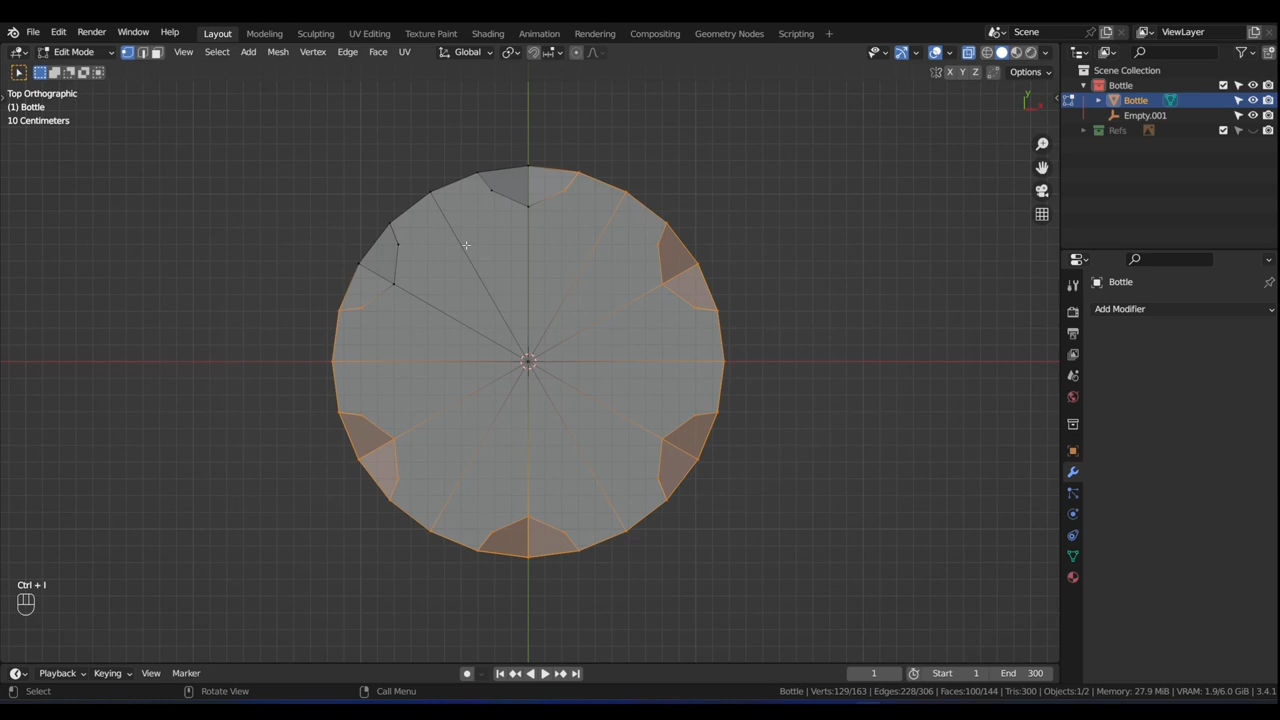 File Edit Render Window Help Layout Modeling Sculpting UV Editing Texture Paint Shading Animation Rendering Compositing Geometry Nodes Scripting + Scene ViewLayer
Edit Mode View Select Add Mesh Vertex Edge Face UV Global
X Y Z Options
Top Orthographic
(1) Bottle
10 Centimeters
y
x
Scene Collection
Bottle
Bottle
Empty.001
Refs
Bottle
Add Modifier
Ctrl + I
Playback Keying View Marker 1 Start 1 End 300
Select Rotate View Call Menu Bottle | Verts:129/163 | Edges:228/306 | Faces:100/144 | Tris:300 | Objects:1/2 | Memory: 27.9 MiB | VRAM: 1.9/6.0 GiB | 3.4.1